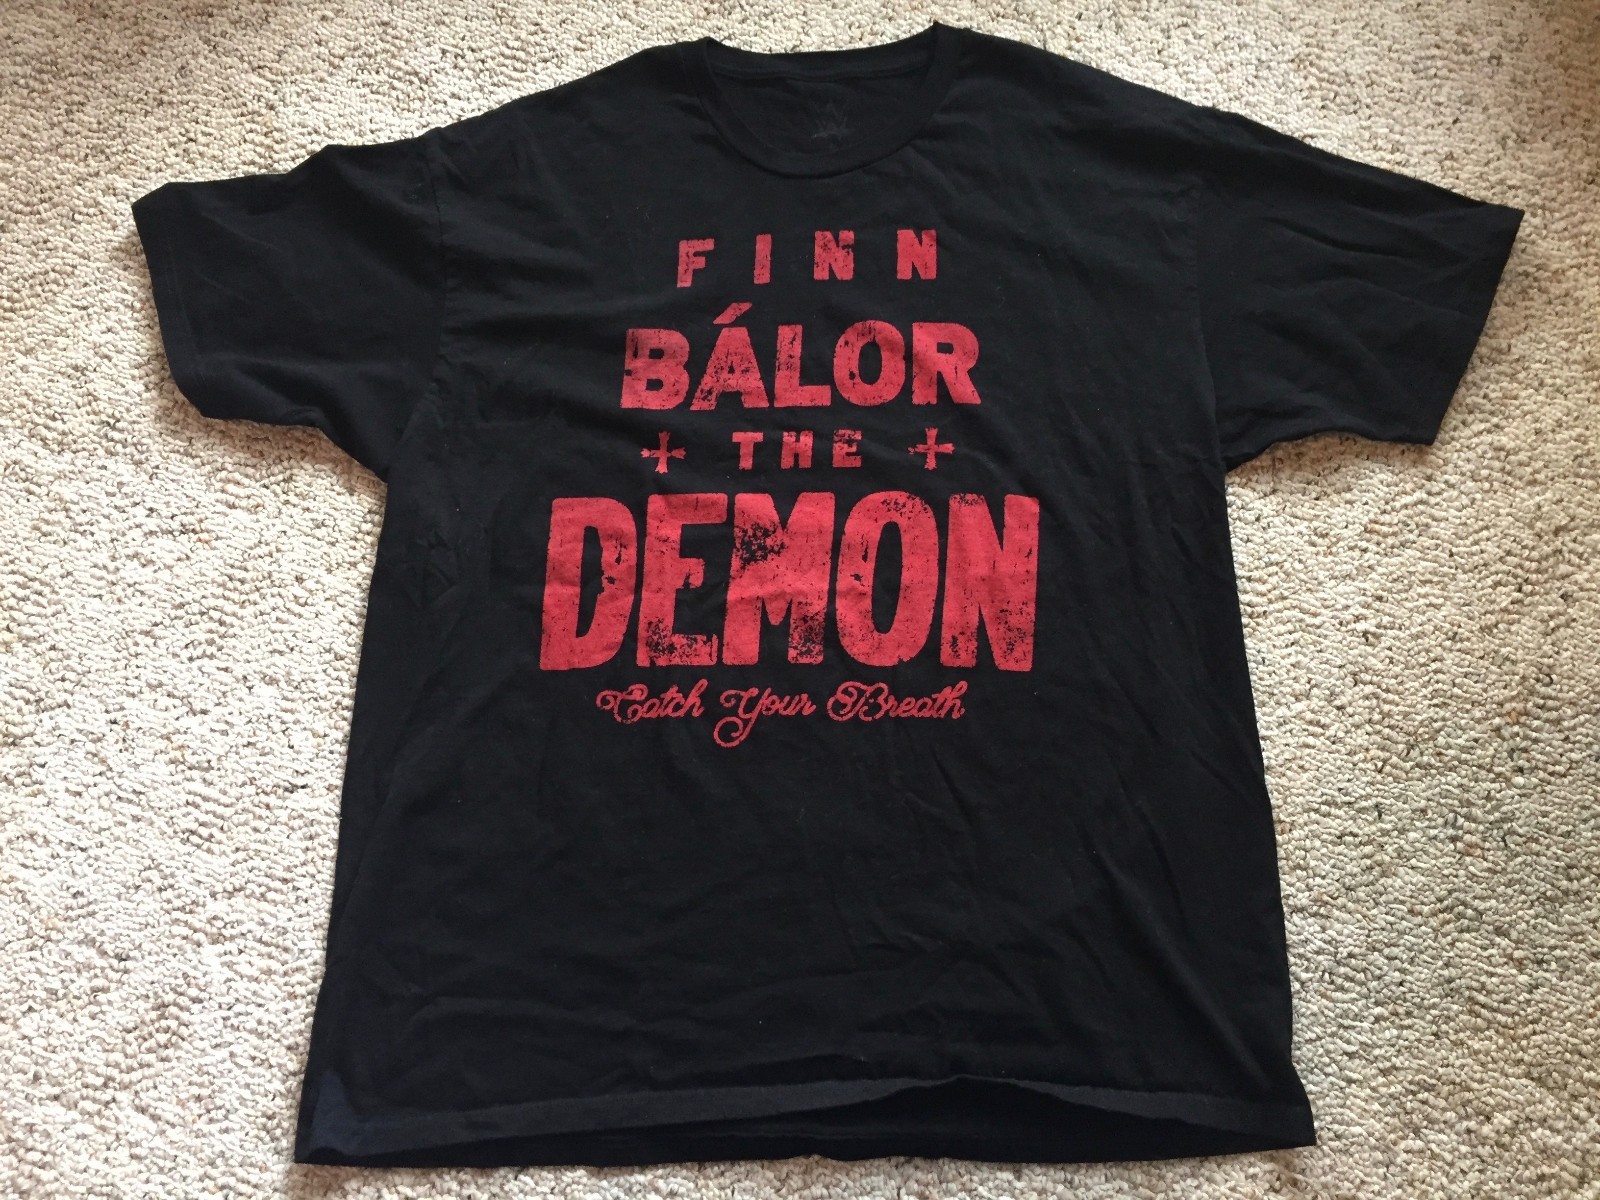 FINN
BÁLOR
THE
DEMON
Catch Your Breath